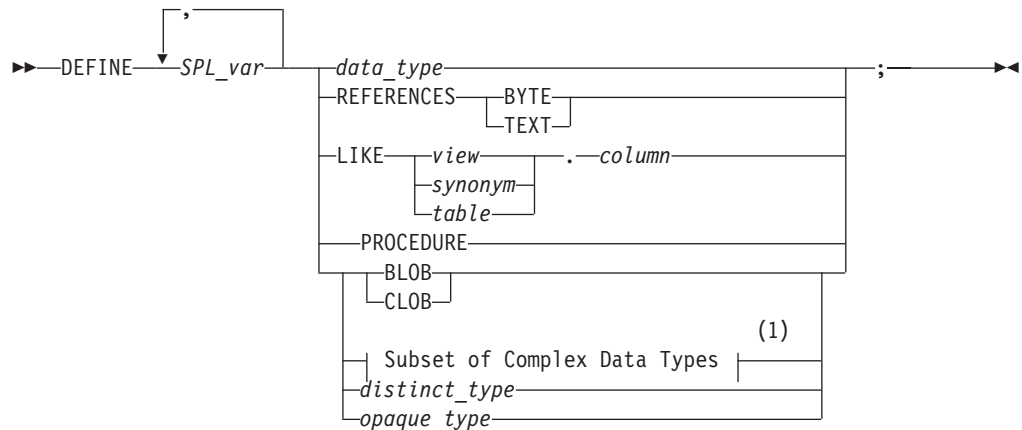 ,
DEFINE SPL_var data_type ;
REFERENCES BYTE
TEXT
LIKE view . column
synonym
table
PROCEDURE
BLOB
CLOB
(1)
Subset of Complex Data Types
distinct_type
opaque type